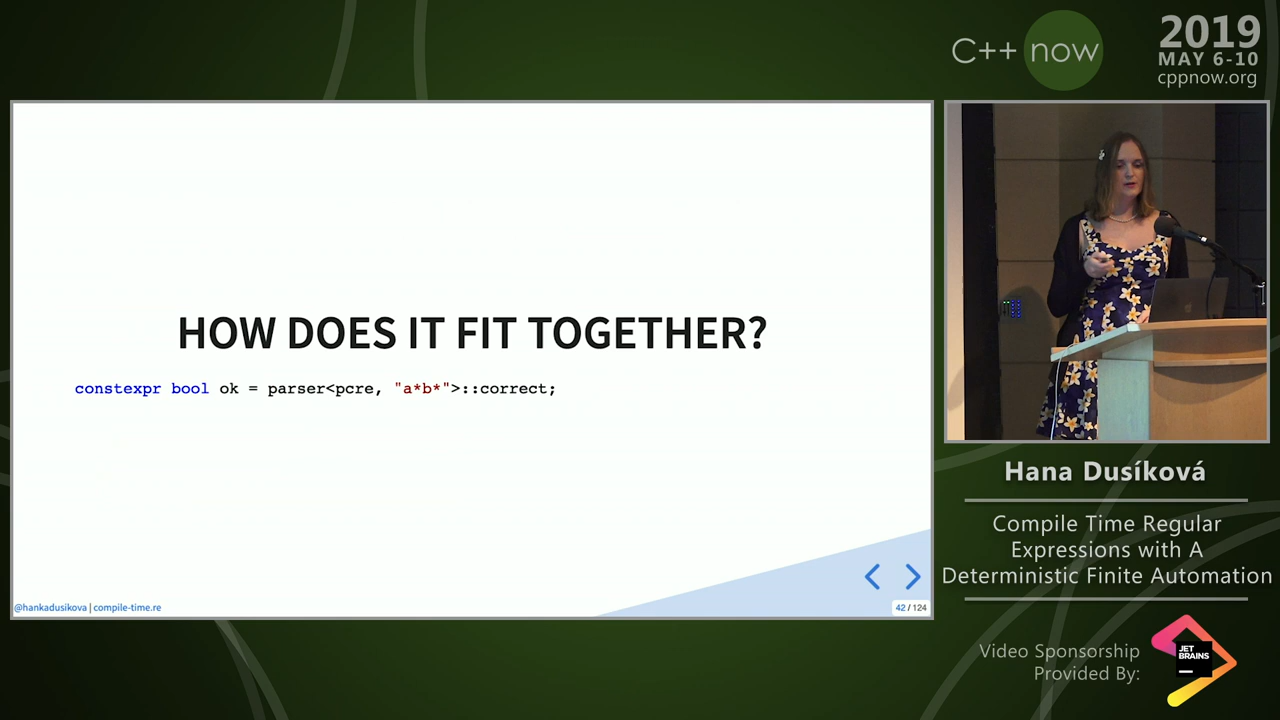 C++ now
2019
MAY 6-10
cppnow.org
HOW DOES IT FIT TOGETHER?
constexpr bool ok = parser<pcre, "a*b*">::correct;
@hankadusikova | compile-time.re
42 / 124
Hana Dusíková
Compile Time Regular
Expressions with A
Deterministic Finite Automation
Video Sponsorship
Provided By:
JET
BRAINS